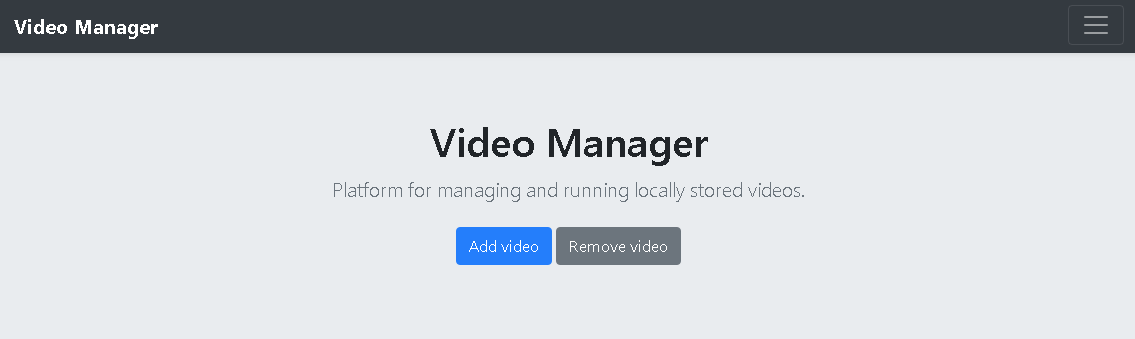 Video Manager
Video Manager
Platform for managing and running locally stored videos.
Add video Remove video